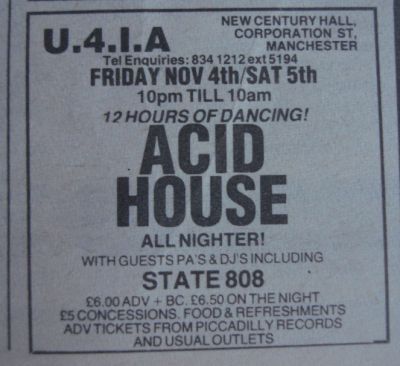 U.4.I.A
NEW CENTURY HALL,
CORPORATION ST,
MANCHESTER
Tel Enquiries: 834 1212 ext 5194
FRIDAY NOV 4th/SAT 5th
10pm TILL 10am
12 HOURS OF DANCING!
ACID
HOUSE
ALL NIGHTER!
WITH GUESTS PA'S & DJ'S INCLUDING
STATE 808
£6.00 ADV + BC. £6.50 ON THE NIGHT
£5 CONCESSIONS. FOOD & REFRESHMENTS
ADV TICKETS FROM PICCADILLY RECORDS
AND USUAL OUTLETS